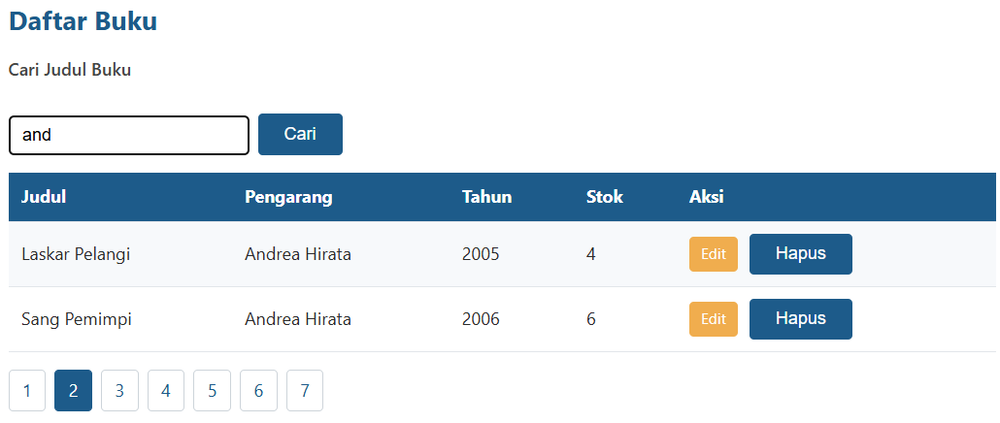 Daftar Buku
Cari Judul Buku
and Cari
Judul Pengarang Tahun Stok Aksi
Laskar Pelangi Andrea Hirata 2005 4 Edit Hapus
Sang Pemimpi Andrea Hirata 2006 6 Edit Hapus
1 2 3 4 5 6 7